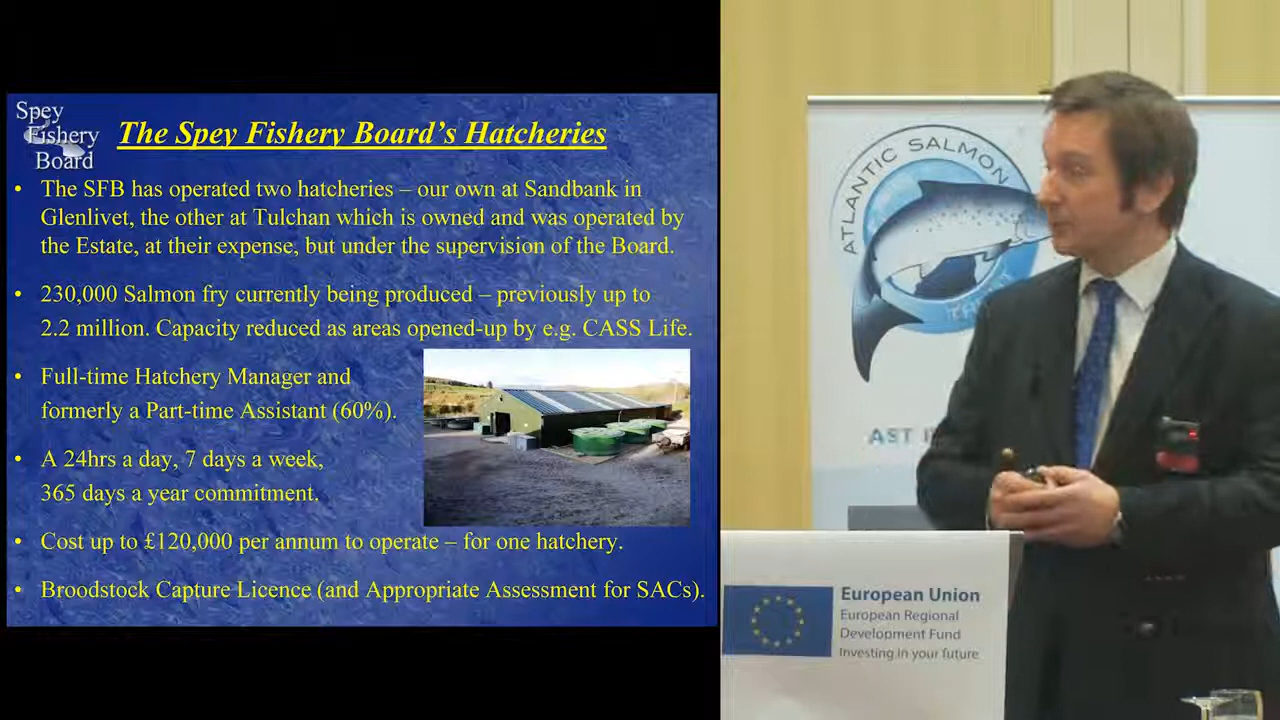 Spey
Fishery
Board
The Spey Fishery Board's Hatcheries
• The SFB has operated two hatcheries – our own at Sandbank in
Glenlivet, the other at Tulchan which is owned and was operated by
the Estate, at their expense, but under the supervision of the Board.
• 230,000 Salmon fry currently being produced – previously up to
2.2 million. Capacity reduced as areas opened-up by e.g. CASS Life.
• Full-time Hatchery Manager and
formerly a Part-time Assistant (60%).
• A 24hrs a day, 7 days a week,
365 days a year commitment.
• Cost up to £120,000 per annum to operate – for one hatchery.
• Broodstock Capture Licence (and Appropriate Assessment for SACs).
ATLANTIC SALMON
AST
European Union
European Regional
Development Fund
Investing in your future